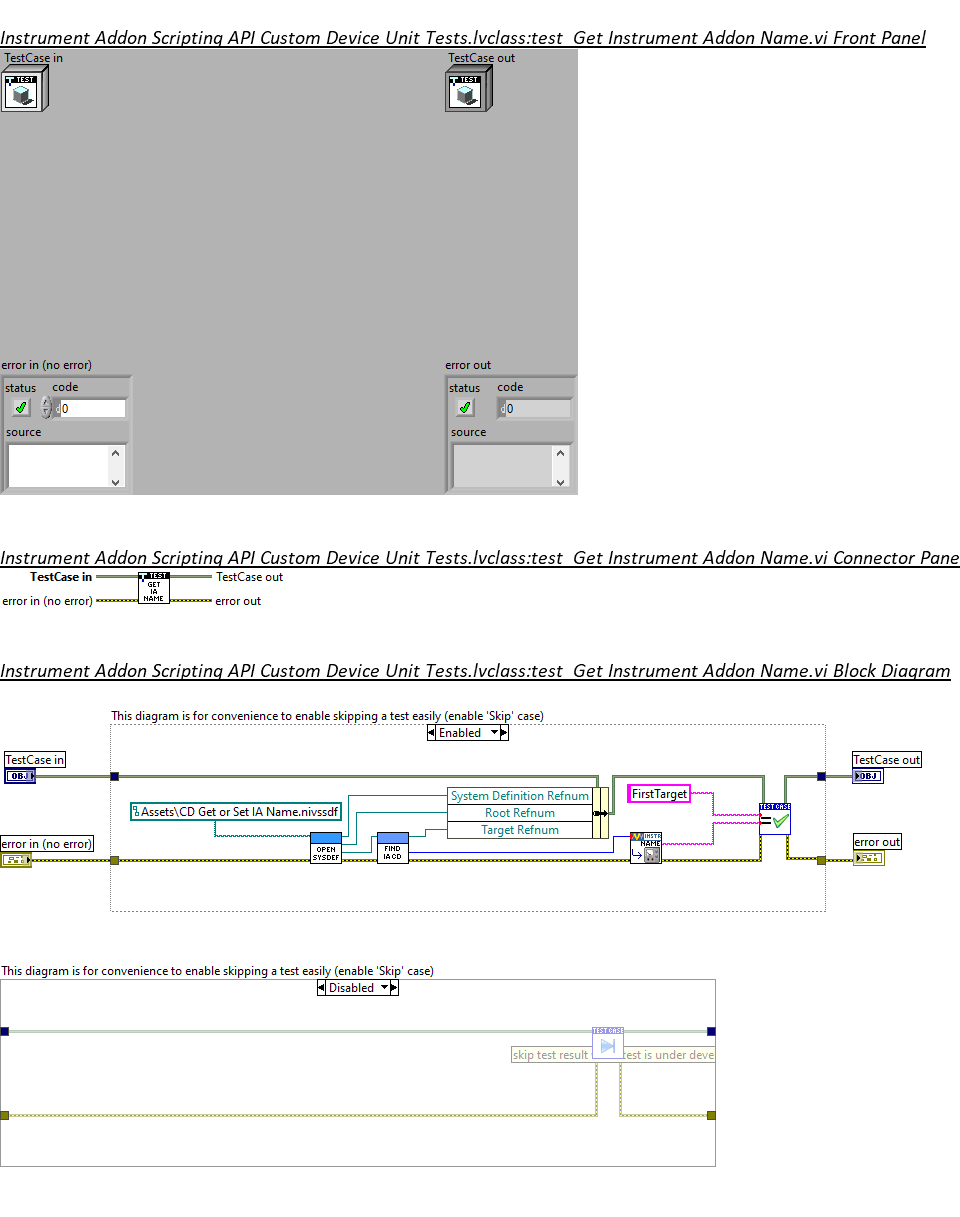 Instrument Addon Scripting API Custom Device Unit Tests.lvclass:test_Get Instrument Addon Name.vi Front Panel
TestCase in
TestCase out
TEST
TEST
error in (no error)
error out
status
code
status
code
d
0
d
0
source
source
Instrument Addon Scripting API Custom Device Unit Tests.lvclass:test_Get Instrument Addon Name.vi Connector Pane
TestCase in
TEST
GET
IA
NAME
TestCase out
error in (no error)
error out
Instrument Addon Scripting API Custom Device Unit Tests.lvclass:test_Get Instrument Addon Name.vi Block Diagram
This diagram is for convenience to enable skipping a test easily (enable 'Skip' case)
Enabled
TestCase in
OBJ
TestCase out
OBJ
System Definition Refnum
Root Refnum
Target Refnum
FirstTarget
Assets\CD Get or Set IA Name.nivssdf
TEST CASE
error in (no error)
OPEN
SYSDEF
FIND
IA CD
INSTR
NAME
error out
This diagram is for convenience to enable skipping a test easily (enable 'Skip' case)
Disabled
TEST CASE
skip test result
test is under deve